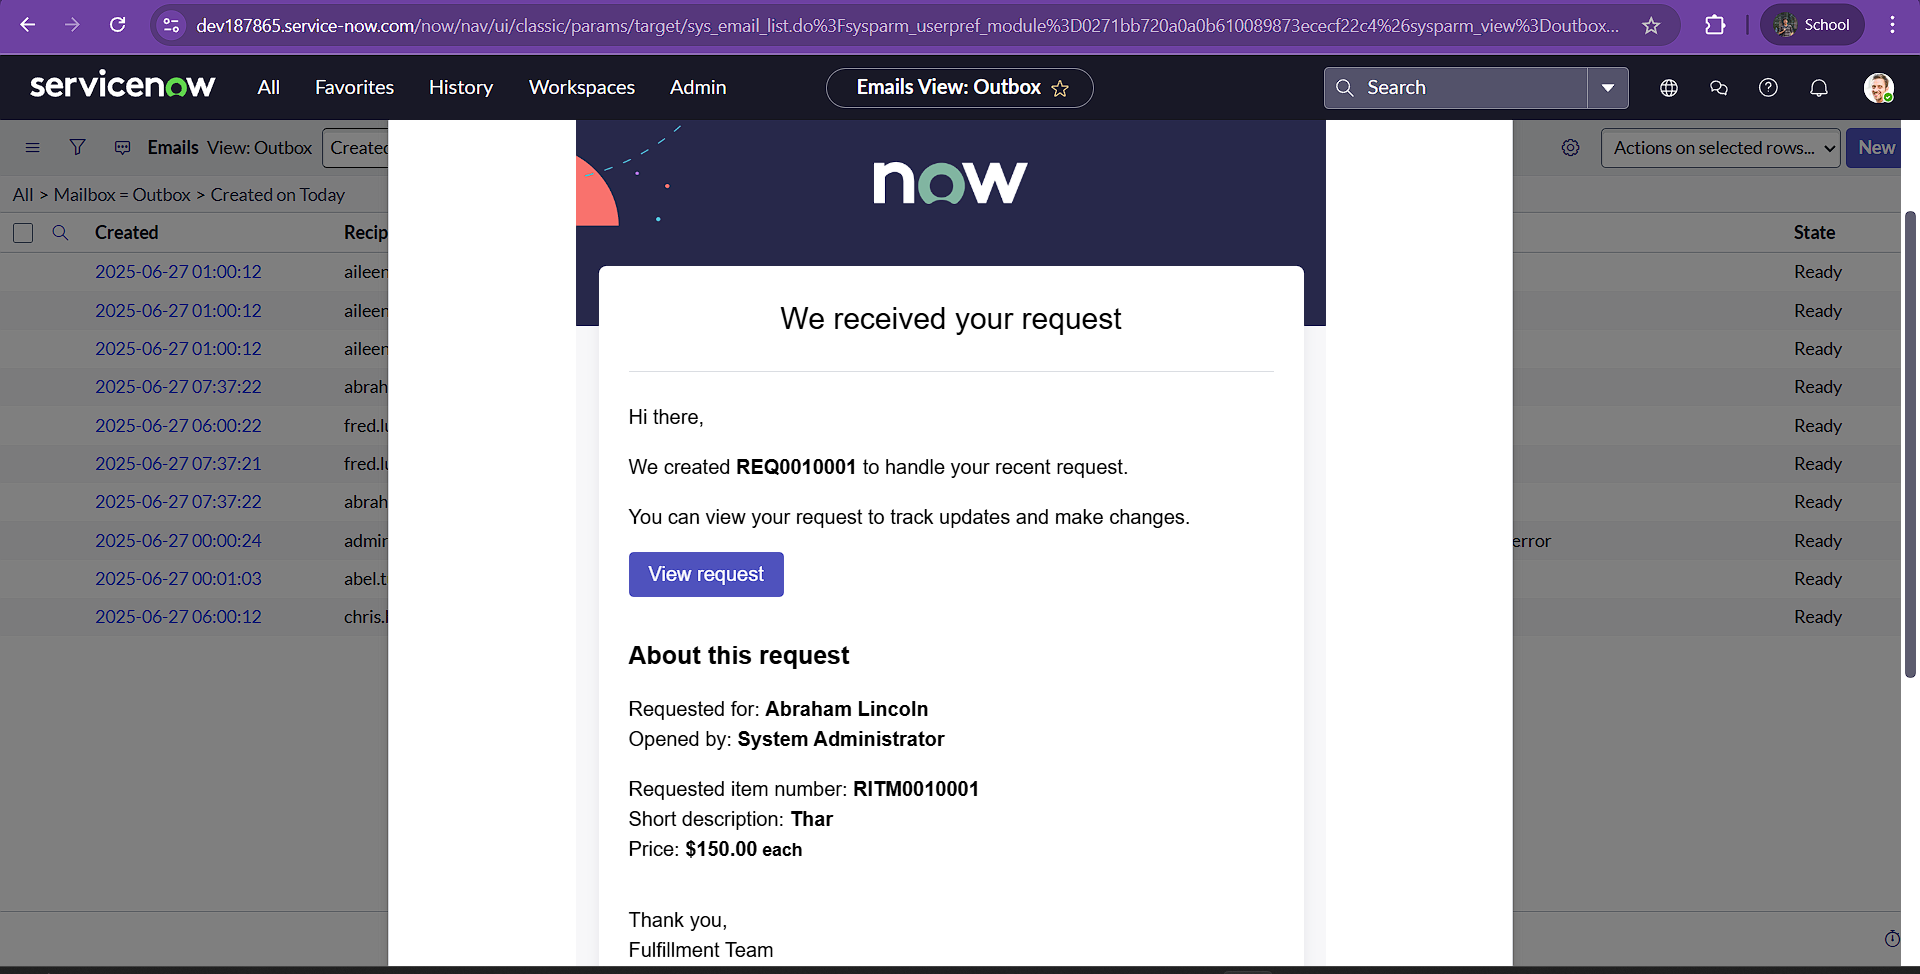 dev187865.service-now.com/now/nav/ui/classic/params/target/sys_email_list.do%3Fsysparm_userpref_module%3D0271bb720a0a0b610089873ececf22c4%26sysparm_view%3Doutbox...
School
servicenow
All Favorites History Workspaces Admin
Emails View: Outbox
Search
Emails View: Outbox
Created
Actions on selected rows...
New
All > Mailbox = Outbox > Created on Today
Created Recip State
2025-06-27 01:00:12 aileen Ready
2025-06-27 01:00:12 aileen Ready
2025-06-27 01:00:12 aileen Ready
2025-06-27 07:37:22 abrah Ready
2025-06-27 06:00:22 fred.lu Ready
2025-06-27 07:37:21 fred.lu Ready
2025-06-27 07:37:22 abrah Ready
2025-06-27 00:00:24 admin error Ready
2025-06-27 00:01:03 abel.t Ready
2025-06-27 06:00:12 chris. Ready
now
We received your request
Hi there,
We created REQ0010001 to handle your recent request.
You can view your request to track updates and make changes.
View request
About this request
Requested for: Abraham Lincoln
Opened by: System Administrator
Requested item number: RITM0010001
Short description: Thar
Price: $150.00 each
Thank you,
Fulfillment Team